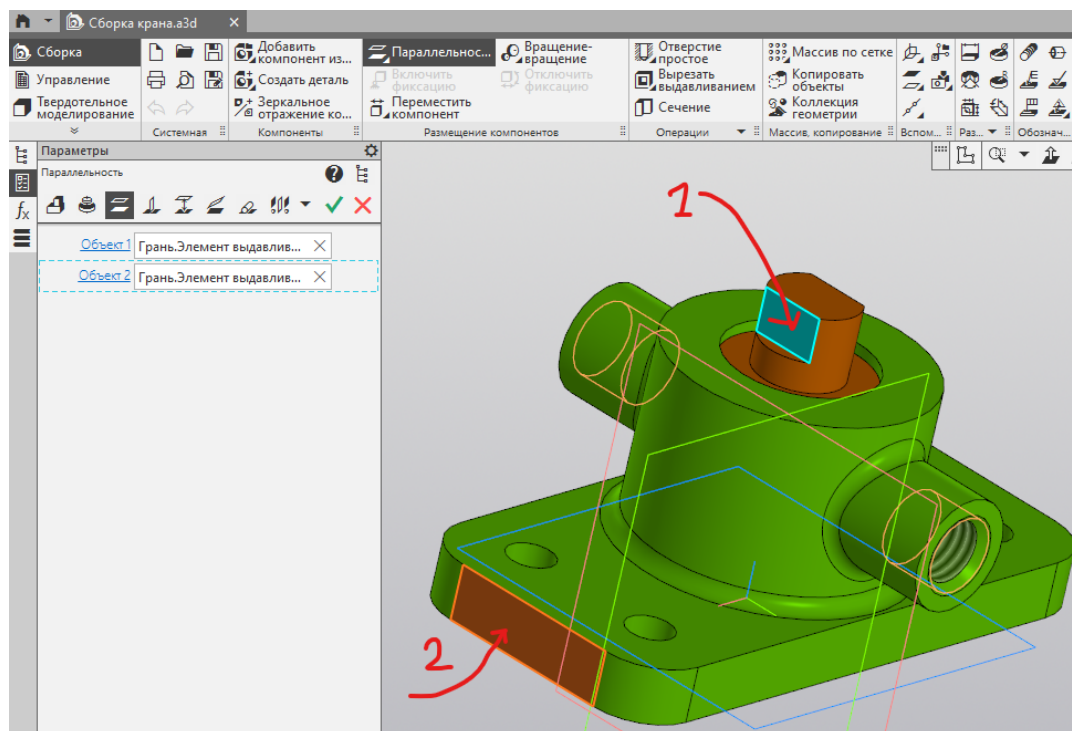 Сборка крана.a3d
Сборка
Управление
Твердотельное
моделирование
Системная
Добавить
компонент из...
Создать деталь
Зеркальное
отражение ко...
Компоненты
Параллельнос...
Включить
фиксацию
Переместить
компонент
Вращение-
вращение
Отключить
фиксацию
Размещение компонентов
Отверстие
простое
Вырезать
выдавливанием
Сечение
Операции
Массив по сетке
Копировать
объекты
Коллекция
геометрии
Массив, копирование
Вспом...
Раз...
Обознач...
Параметры
Параллельность
fx
Объект 1
Грань.Элемент выдавлив...
Объект 2
Грань.Элемент выдавлив...
1
2